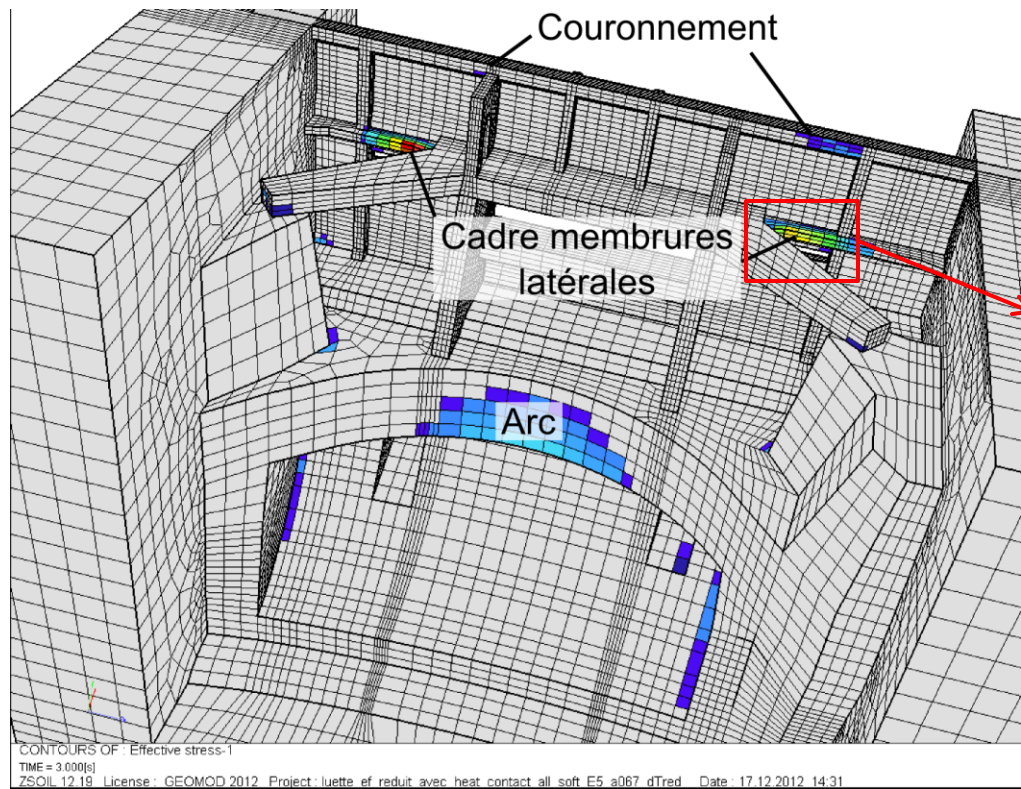 Couronnement
Cadre membrures
latérales
Arc
CONTOURS OF : Effective stress-1
TIME = 3.000[s]
ZSOIL 12.19 License : GEOMOD 2012 Project : luette_ef_reduit_avec_heat_contact_all_soft_E5_a067_dTred Date : 17.12.2012 14:31